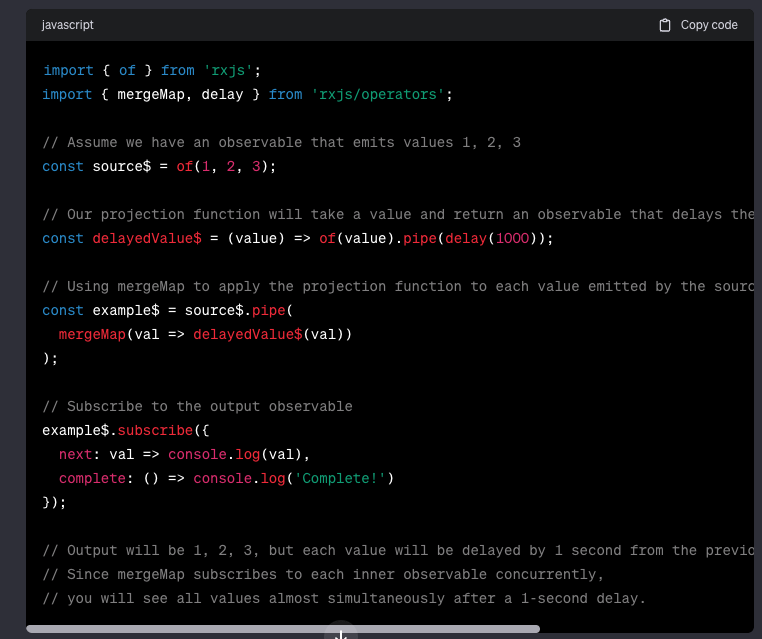 javascript
Copy code
import { of } from 'rxjs';
import { mergeMap, delay } from 'rxjs/operators';
// Assume we have an observable that emits values 1, 2, 3
const source$ = of(1, 2, 3);
// Our projection function will take a value and return an observable that delays the
const delayedValue$ = (value) => of(value).pipe(delay(1000));
// Using mergeMap to apply the projection function to each value emitted by the sourc
const example$ = source$.pipe(
  mergeMap(val => delayedValue$(val))
);
// Subscribe to the output observable
example$.subscribe({
  next: val => console.log(val),
  complete: () => console.log('Complete!')
});
// Output will be 1, 2, 3, but each value will be delayed by 1 second from the previo
// Since mergeMap subscribes to each inner observable concurrently,
// you will see all values almost simultaneously after a 1-second delay.